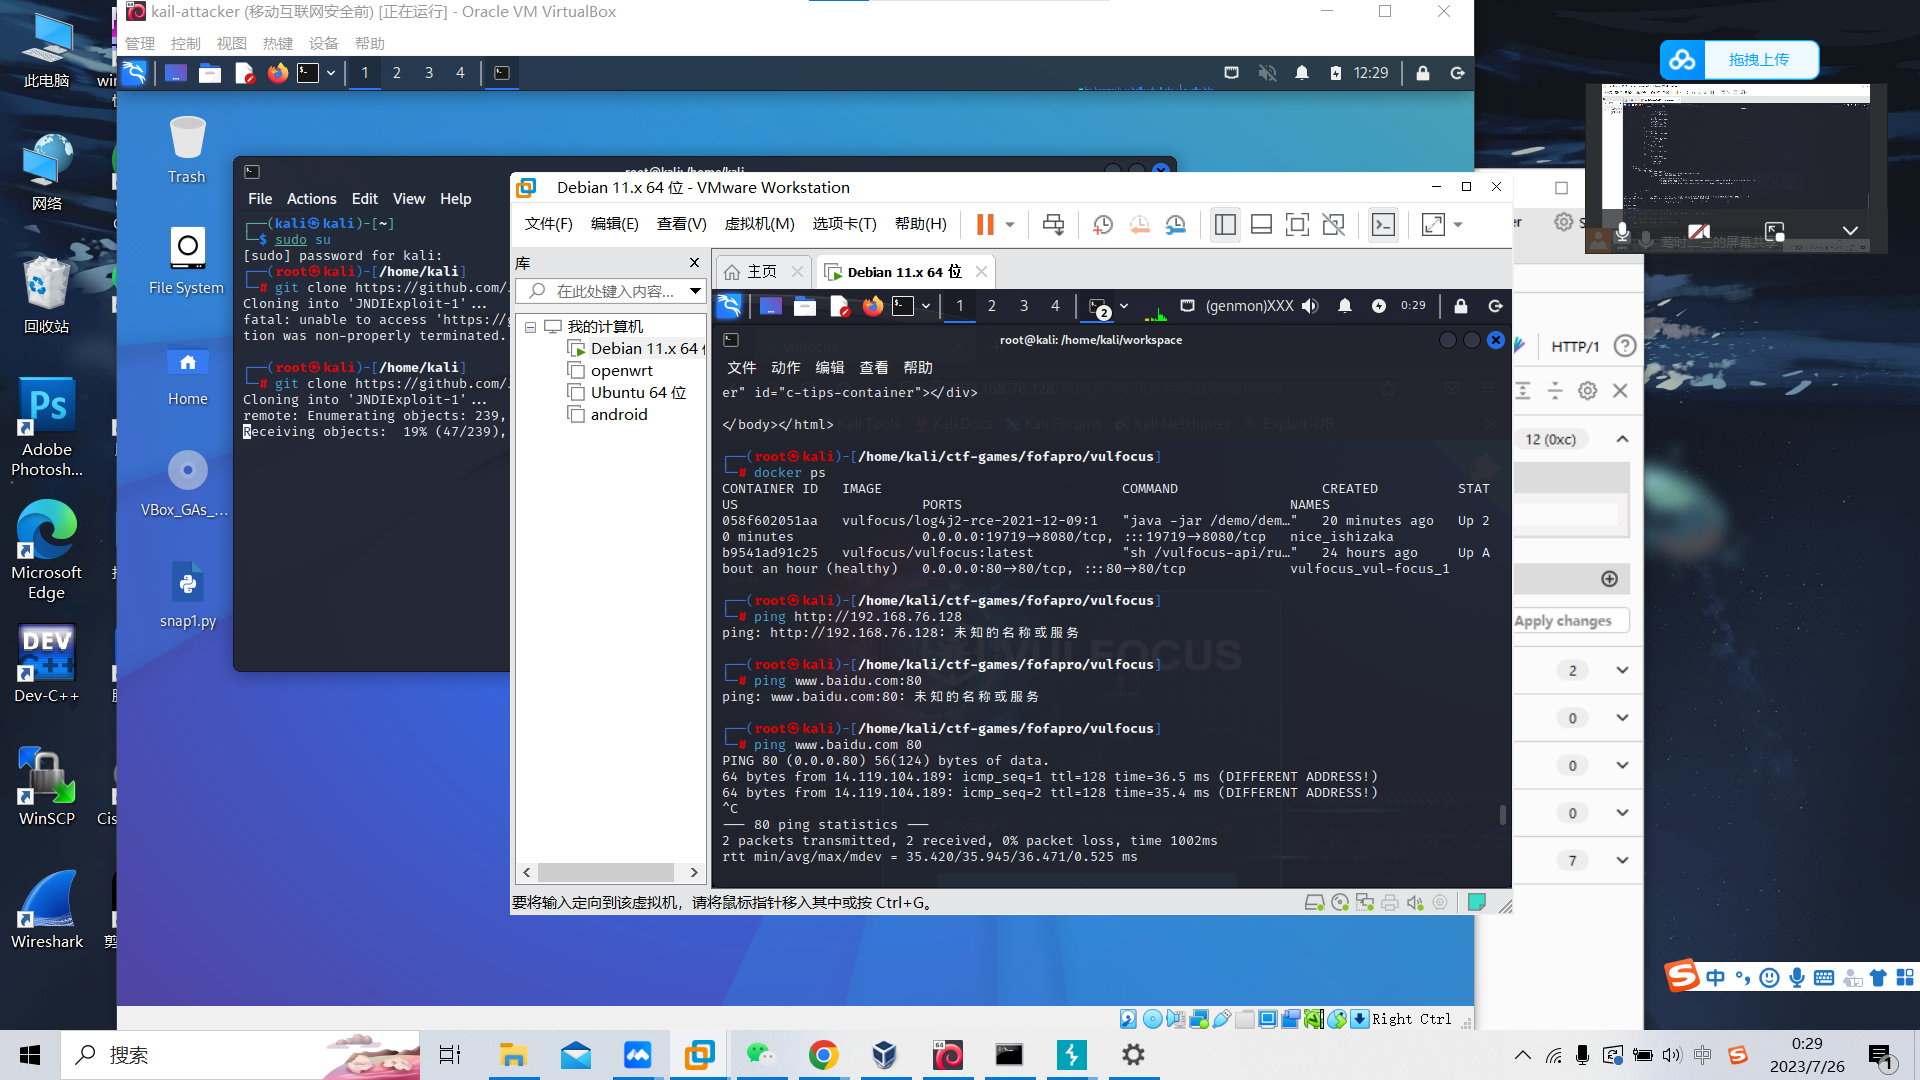 kail-attacker (移动互联网安全前) [正在运行] - Oracle VM VirtualBox
管理 控制 视图 热键 设备 帮助
1 2 3 4
12:29
此电脑
网络
回收站
Adobe
Photosh...
Microsoft
Edge
Dev-C++
WinSCP
Wireshark
Trash
File System
Home
VBox_GAs_...
snap1.py
root@kali: /home/kali
File Actions Edit View Help
┌──(kali㉿kali)-[~]
└─$ sudo su
[sudo] password for kali:
┌──(root㉿kali)-[/home/kali]
└─# git clone https://github.com/
Cloning into 'JNDIExploit-1'...
fatal: unable to access 'https://
tion was non-properly terminated.
┌──(root㉿kali)-[/home/kali]
└─# git clone https://github.com/
Cloning into 'JNDIExploit-1'...
remote: Enumerating objects: 239,
Receiving objects:  19% (47/239),
Debian 11.x 64 位 - VMware Workstation
文件(F) 编辑(E) 查看(V) 虚拟机(M) 选项卡(T) 帮助(H)
库
在此处键入内容...
我的计算机
Debian 11.x 64
openwrt
Ubuntu 64 位
android
主页
Debian 11.x 64 位
1 2 3 4
2
(genmon)XXX
0:29
root@kali: /home/kali/workspace
文件 动作 编辑 查看 帮助
er" id="c-tips-container"></div>
</body></html>
Kali Tools Kali Docs Kali Forums Kali NetHunter Exploit-DB
┌──(root㉿kali)-[/home/kali/ctf-games/fofapro/vulfocus]
└─# docker ps
CONTAINER ID   IMAGE   COMMAND   CREATED   STAT
US   PORTS   NAMES
058f602051aa   vulfocus/log4j2-rce-2021-12-09:1   "java -jar /demo/dem…"   20 minutes ago   Up 2
0 minutes   0.0.0.0:19719→8080/tcp, :::19719→8080/tcp   nice_ishizaka
b9541ad91c25   vulfocus/vulfocus:latest   "sh /vulfocus-api/ru…"   24 hours ago   Up A
bout an hour (healthy)   0.0.0.0:80→80/tcp, :::80→80/tcp   vulfocus_vul-focus_1
┌──(root㉿kali)-[/home/kali/ctf-games/fofapro/vulfocus]
└─# ping http://192.168.76.128
ping: http://192.168.76.128: 未知的名称或服务
VULFOCUS
┌──(root㉿kali)-[/home/kali/ctf-games/fofapro/vulfocus]
└─# ping www.baidu.com:80
ping: www.baidu.com:80: 未知的名称或服务
┌──(root㉿kali)-[/home/kali/ctf-games/fofapro/vulfocus]
└─# ping www.baidu.com 80
PING 80 (0.0.0.80) 56(124) bytes of data.
64 bytes from 14.119.104.189: icmp_seq=1 ttl=128 time=36.5 ms (DIFFERENT ADDRESS!)
64 bytes from 14.119.104.189: icmp_seq=2 ttl=128 time=35.4 ms (DIFFERENT ADDRESS!)
^C
── 80 ping statistics ──
2 packets transmitted, 2 received, 0% packet loss, time 1002ms
rtt min/avg/max/mdev = 35.420/35.945/36.471/0.525 ms
要将输入定向到该虚拟机，请将鼠标指针移入其中或按 Ctrl+G。
拖拽上传
HTTP/1
12 (0xc)
Apply changes
2
0
0
0
7
中
Right Ctrl
搜索
中
0:29
2023/7/26
1